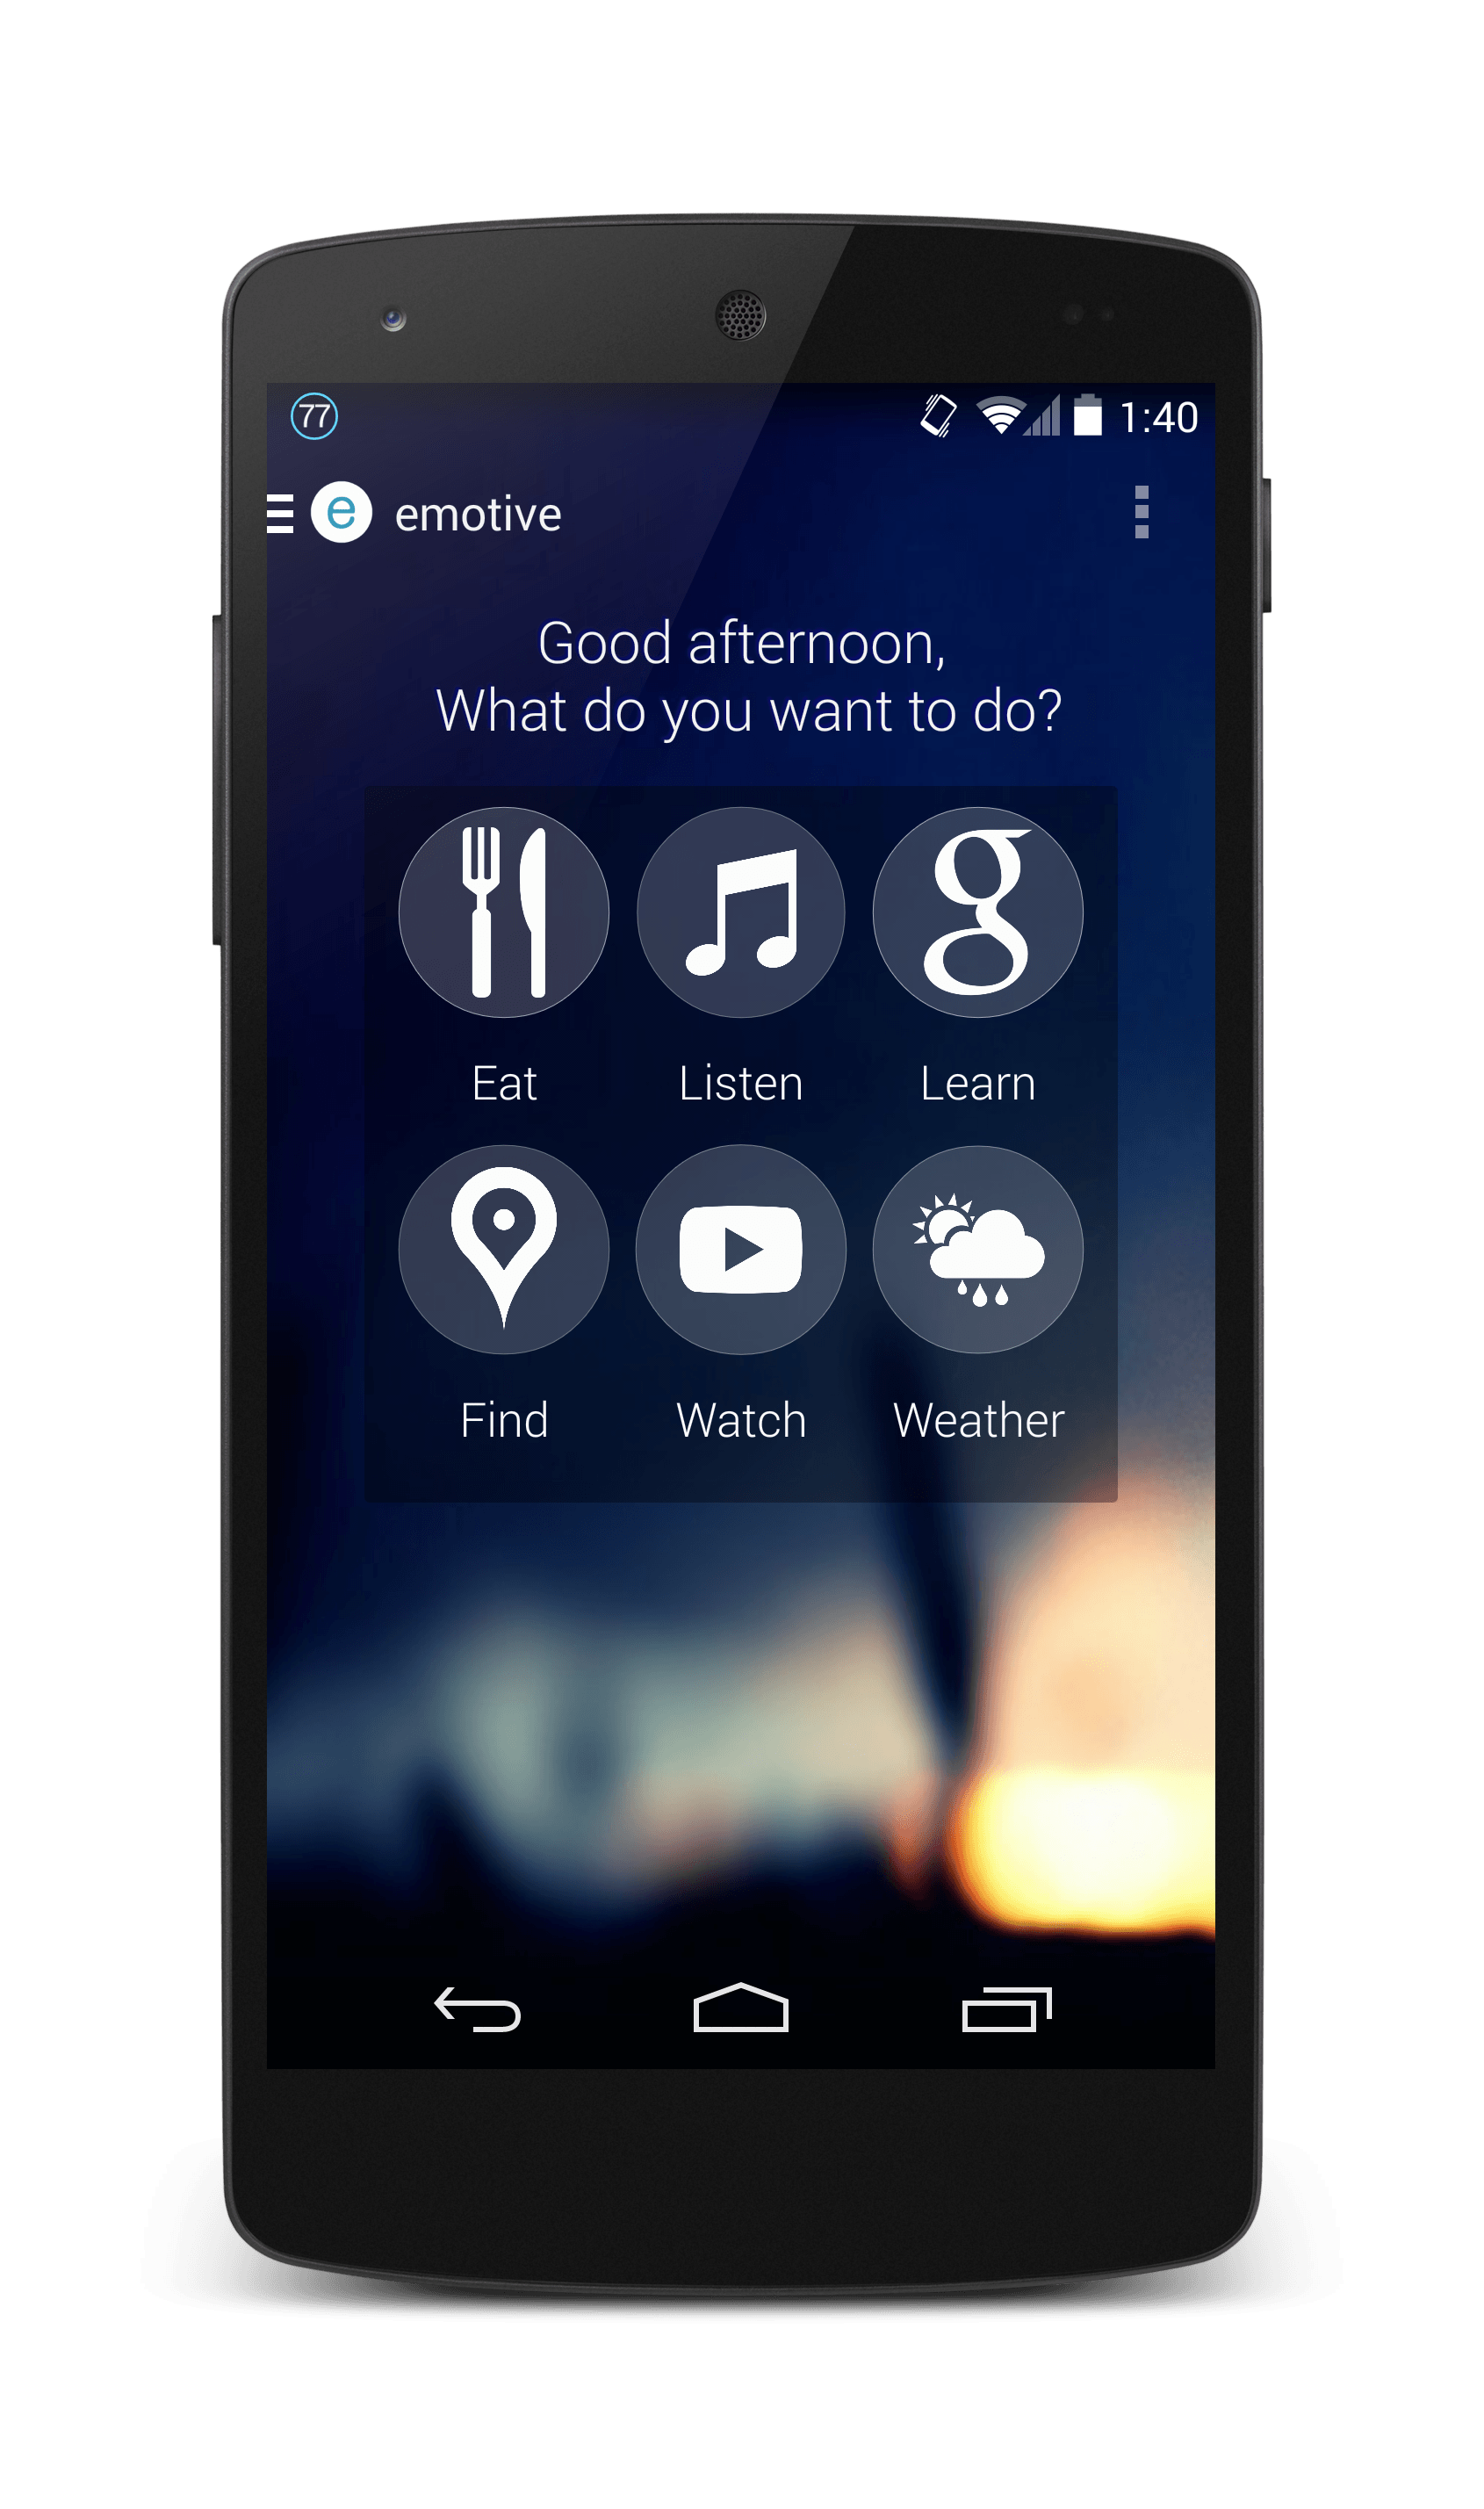 77 1:40
e emotive
Good afternoon,
What do you want to do?
g
Eat Listen Learn
Find Watch Weather